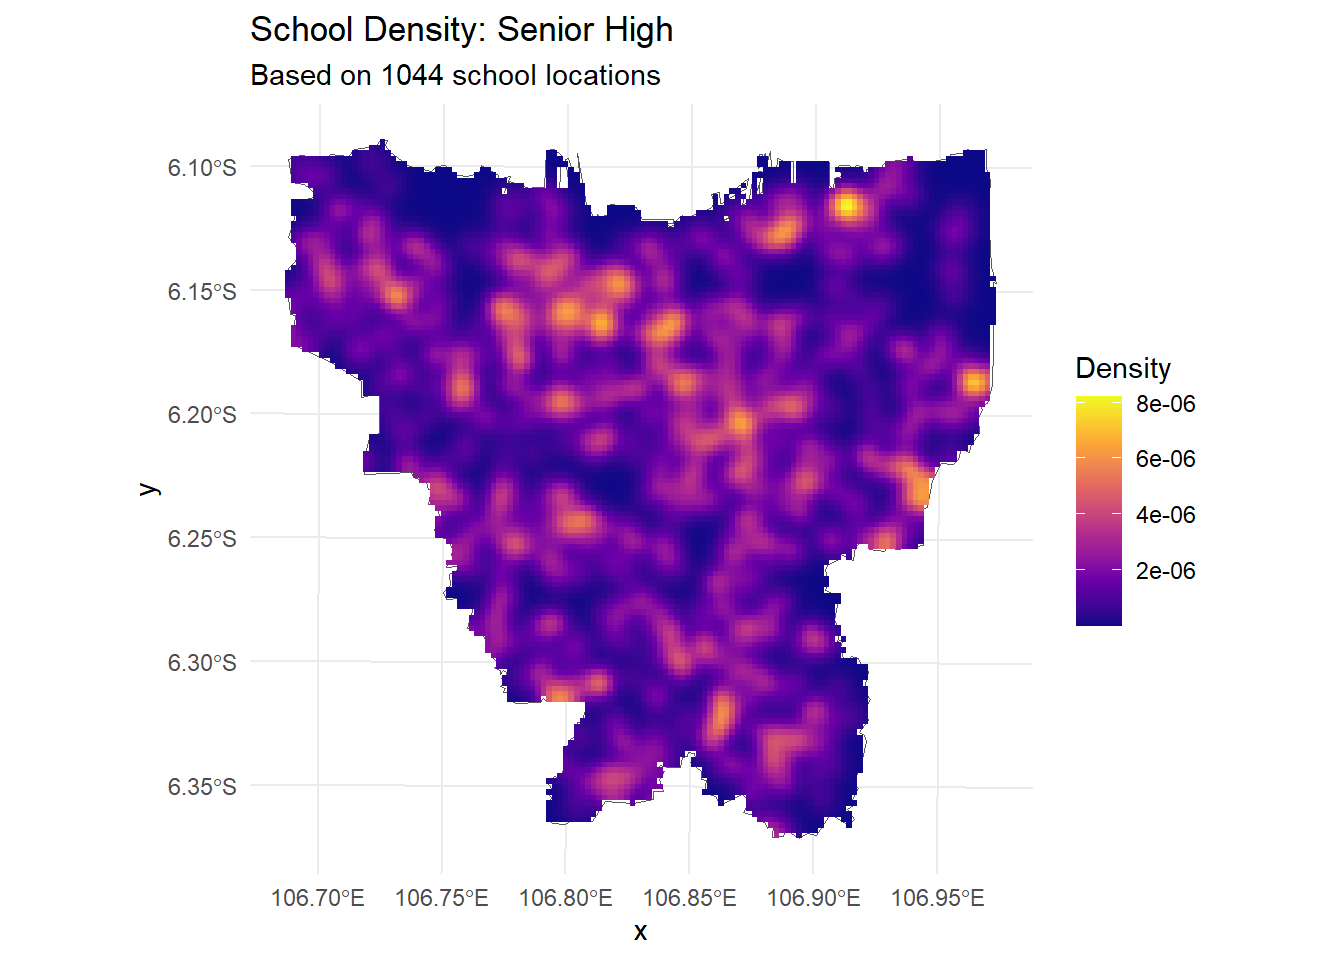 School Density: Senior High
Based on 1044 school locations
6.10°S
6.15°S
6.20°S
6.25°S
6.30°S
6.35°S
y
106.70°E
106.75°E
106.80°E
106.85°E
106.90°E
106.95°E
x
Density
8e-06
6e-06
4e-06
2e-06